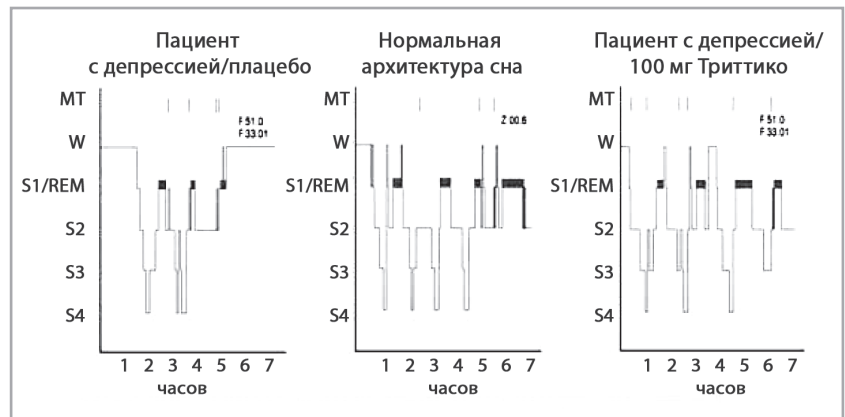 Пациент
с депрессией/плацебо
MT
F 51 0
F 33.01
W
S1/REM
S2
S3
S4
1 2 3 4 5 6 7
часов
Нормальная
архитектура сна
MT
Z 00.6
W
S1/REM
S2
S3
S4
1 2 3 4 5 6 7
часов
Пациент с депрессией/
100 мг Триттико
MT
F 51 0
F 33 01
W
S1/REM
S2
S3
S4
1 2 3 4 5 6 7
часов